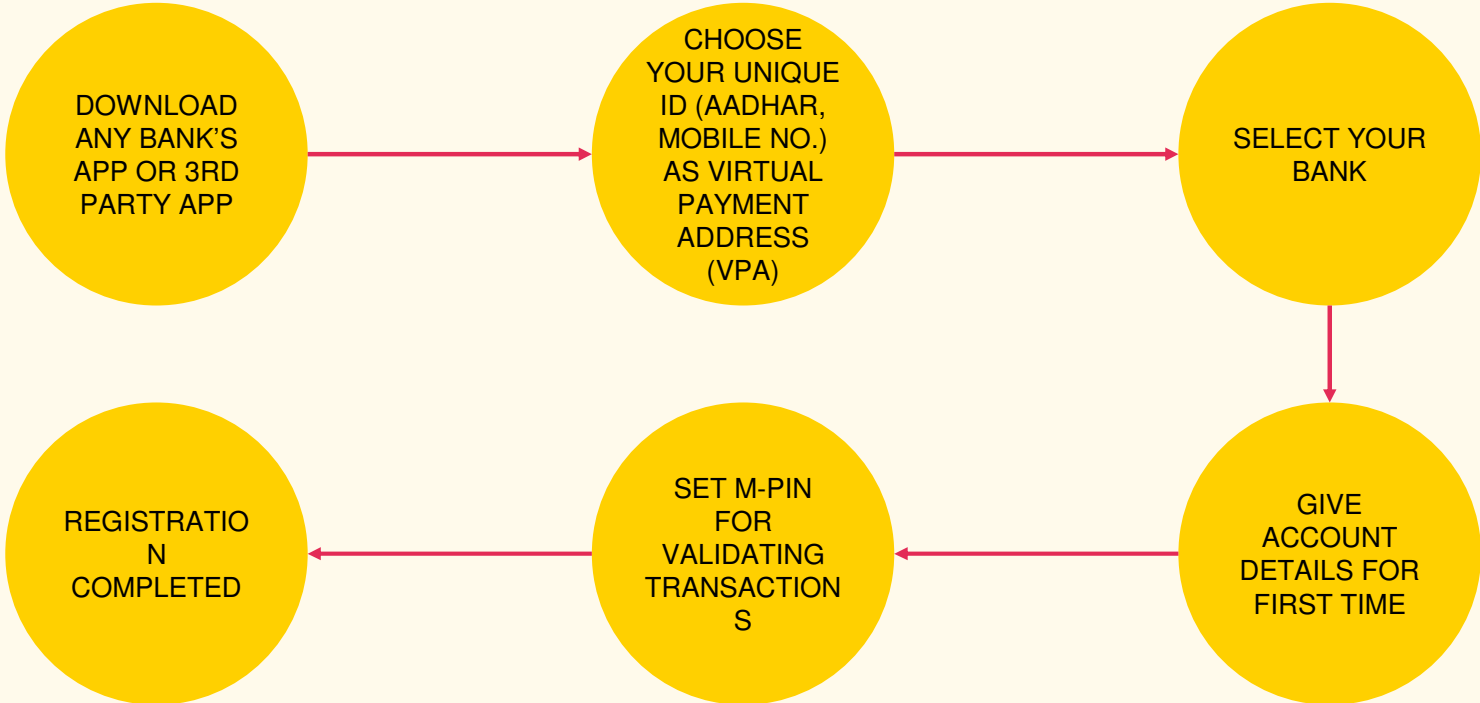 DOWNLOAD
ANY BANK’S
APP OR 3RD
PARTY APP
CHOOSE
YOUR UNIQUE
ID (AADHAR,
MOBILE NO.)
AS VIRTUAL
PAYMENT
ADDRESS
(VPA)
SELECT YOUR
BANK
GIVE
ACCOUNT
DETAILS FOR
FIRST TIME
SET M-PIN
FOR
VALIDATING
TRANSACTION
S
REGISTRATIO
N
COMPLETED